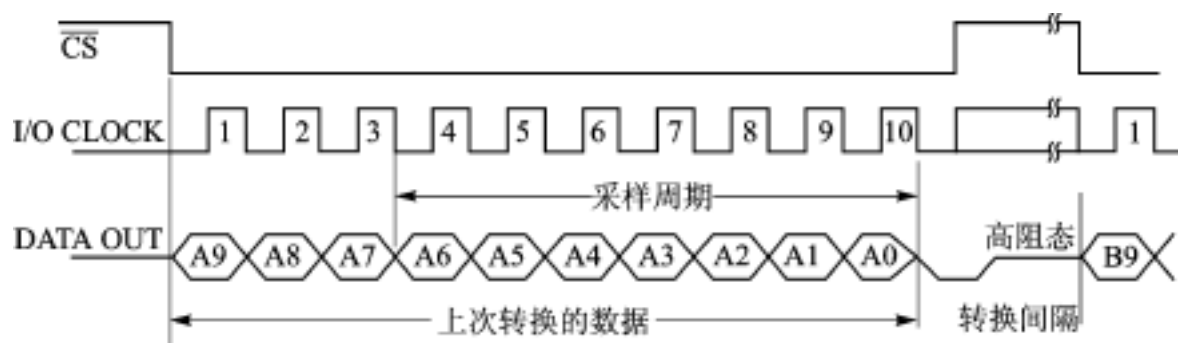 CS
I/O CLOCK 1 2 3 4 5 6 7 8 9 10 1
采样周期
DATA OUT A9 A8 A7 A6 A5 A4 A3 A2 A1 A0 高阻态 B9
上次转换的数据 转换间隔